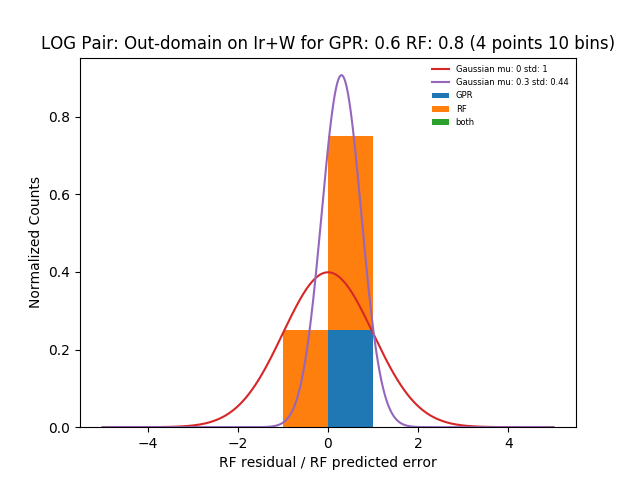 LOG Pair: Out-domain on Ir+W for GPR: 0.6 RF: 0.8 (4 points 10 bins)
Gaussian mu: 0 std: 1
Gaussian mu: 0.3 std: 0.44
GPR
RF
both
Normalized Counts
0.8
0.6
0.4
0.2
0.0
−4
−2
0
2
4
RF residual / RF predicted error